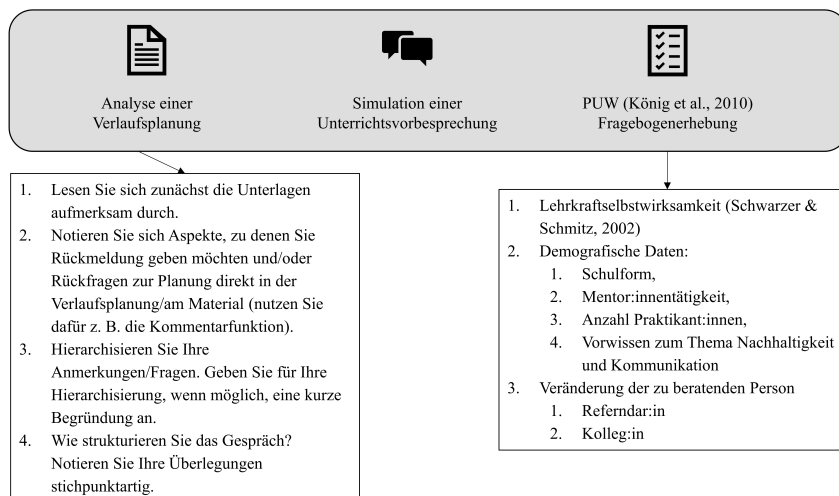 Analyse einer
Verlaufsplanung
Simulation einer
Unterrichtsvorbesprechung
PUW (König et al., 2010)
Fragebogenerhebung
1. Lesen Sie sich zunächst die Unterlagen
aufmerksam durch.
2. Notieren Sie sich Aspekte, zu denen Sie
Rückmeldung geben möchten und/oder
Rückfragen zur Planung direkt in der
Verlaufsplanung/am Material (nutzen Sie
dafür z. B. die Kommentarfunktion).
3. Hierarchisieren Sie Ihre
Anmerkungen/Fragen. Geben Sie für Ihre
Hierarchisierung, wenn möglich, eine kurze
Begründung an.
4. Wie strukturieren Sie das Gespräch?
Notieren Sie Ihre Überlegungen
stichpunktartig.
1. Lehrkraftselbstwirksamkeit (Schwarzer &
Schmitz, 2002)
2. Demografische Daten:
1. Schulform,
2. Mentor:innentätigkeit,
3. Anzahl Praktikant:innen,
4. Vorwissen zum Thema Nachhaltigkeit
und Kommunikation
3. Veränderung der zu beratenden Person
1. Referndar:in
2. Kolleg:in